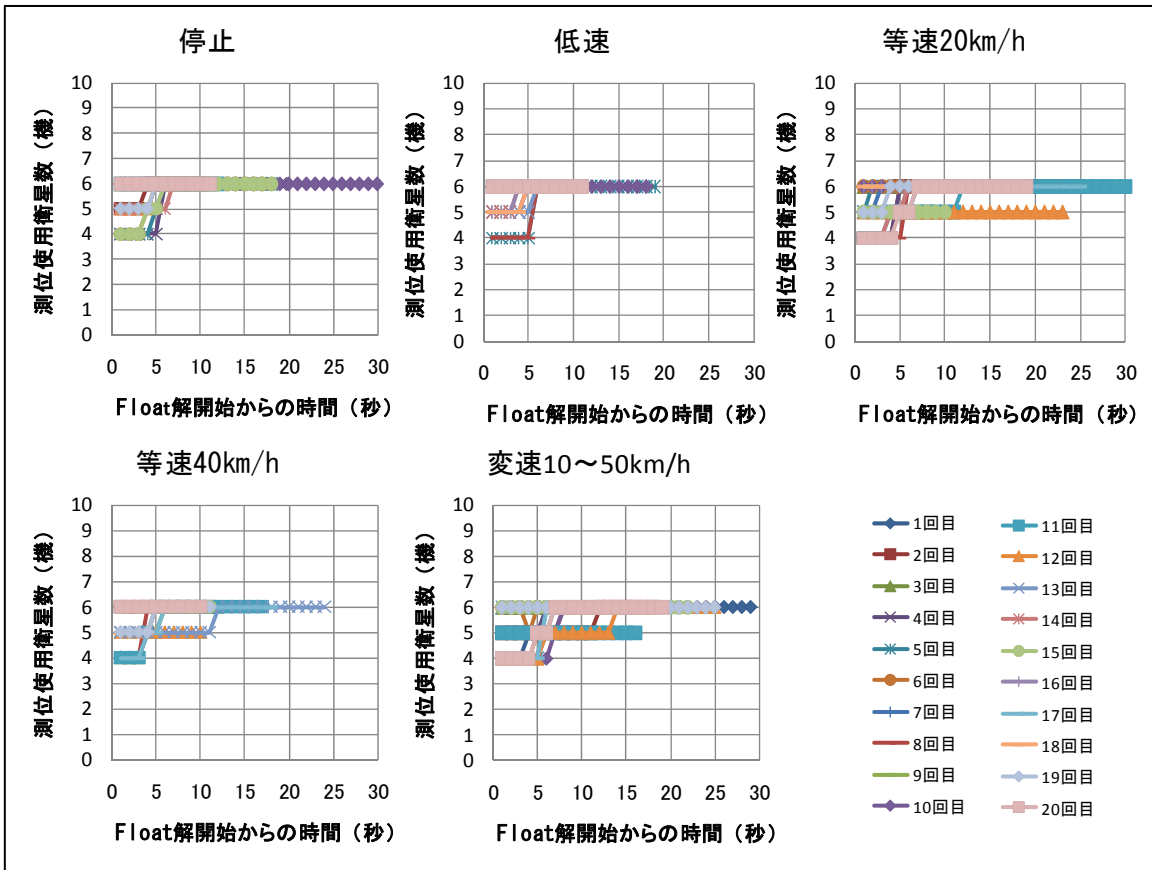 停止
測位使用衛星数（機）
10
9
8
7
6
5
4
3
2
1
0
0 5 10 15 20 25 30
Float解開始からの時間（秒）
低速
測位使用衛星数（機）
10
9
8
7
6
5
4
3
2
1
0
0 5 10 15 20 25 30
Float解開始からの時間（秒）
等速20km/h
測位使用衛星数（機）
10
9
8
7
6
5
4
3
2
1
0
0 5 10 15 20 25 30
Float解開始からの時間（秒）
等速40km/h
測位使用衛星数（機）
10
9
8
7
6
5
4
3
2
1
0
0 5 10 15 20 25 30
Float解開始からの時間（秒）
変速10～50km/h
測位使用衛星数（機）
10
9
8
7
6
5
4
3
2
1
0
0 5 10 15 20 25 30
Float解開始からの時間（秒）
1回目
2回目
3回目
4回目
5回目
6回目
7回目
8回目
9回目
10回目
11回目
12回目
13回目
14回目
15回目
16回目
17回目
18回目
19回目
20回目